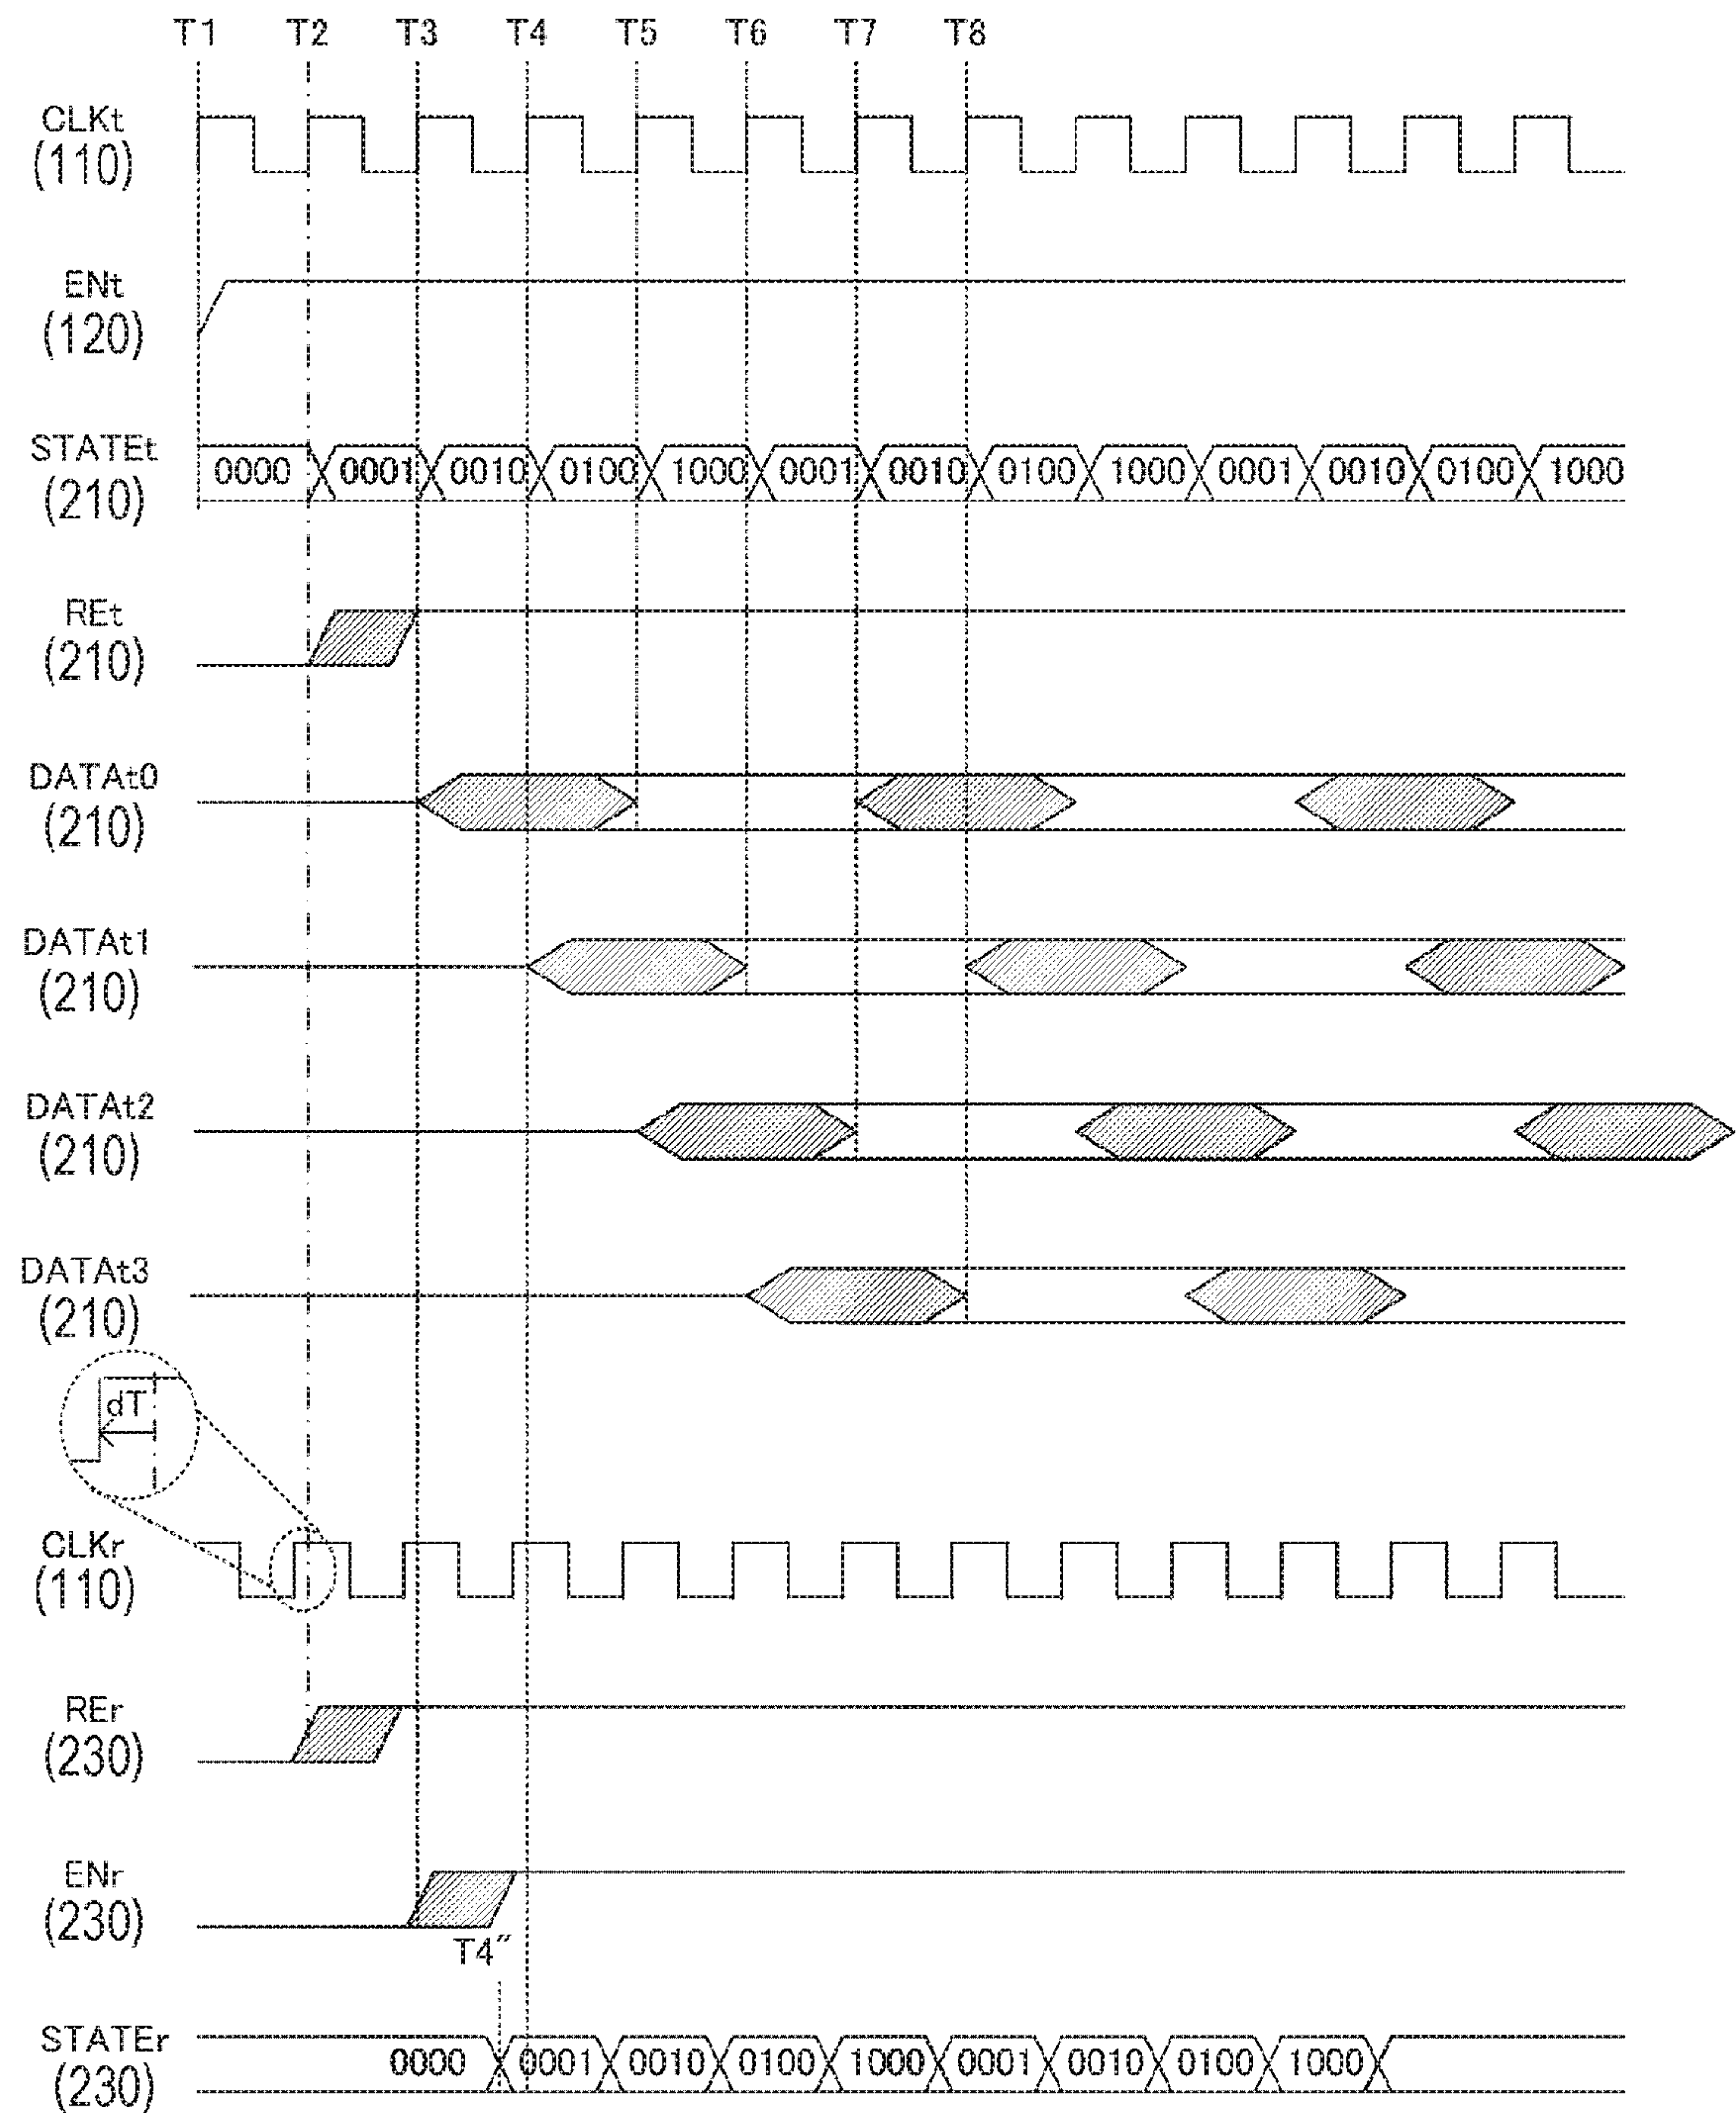 T1 T2 T3 T4 T5 T6 T7 T8
CLKt
(110)
ENt
(120)
STATEt
(210)
0000 0001 0010 0100 1000 0001 0010 0100 1000 0001 0010 0100 1000
REt
(210)
DATAt0
(210)
DATAt1
(210)
DATAt2
(210)
DATAt3
(210)
dT
CLKr
(110)
REr
(230)
ENr
(230)
T4″
STATEr
(230)
0000 0001 0010 0100 1000 0001 0010 0100 1000